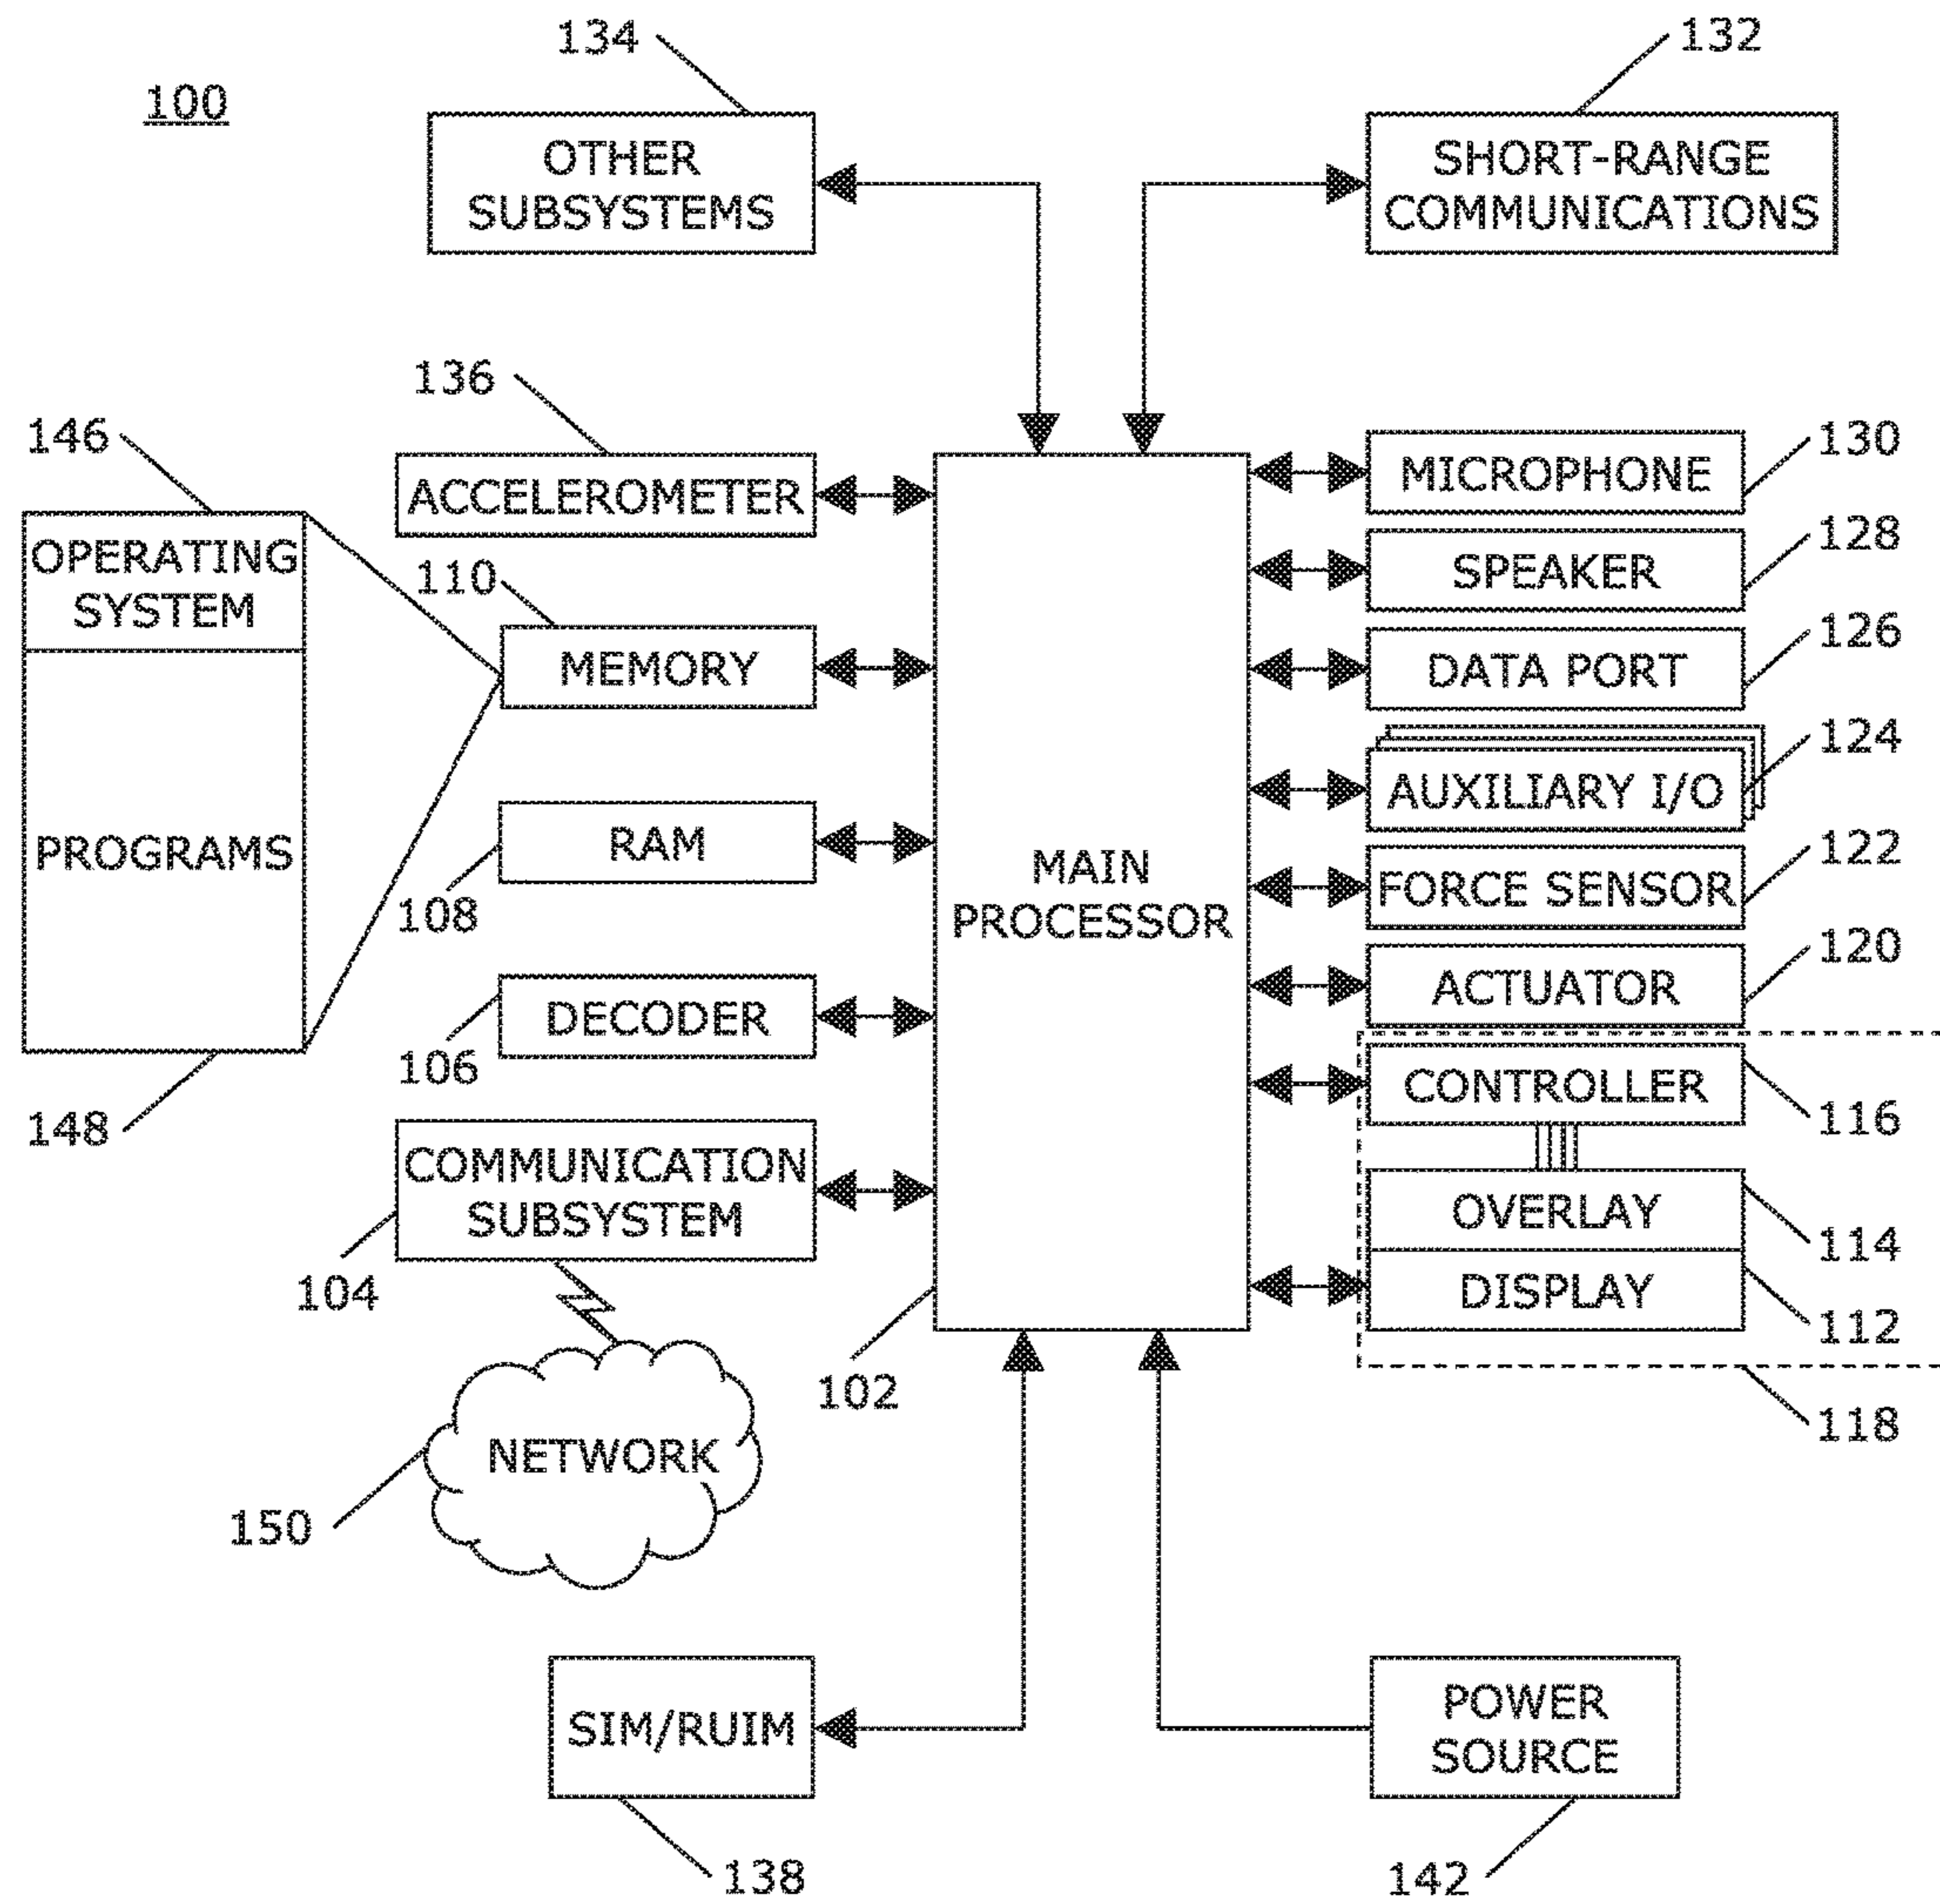 134
132
100
OTHER
SUBSYSTEMS
SHORT-RANGE
COMMUNICATIONS
136
146
ACCELEROMETER
MICROPHONE
130
OPERATING
SYSTEM
110
SPEAKER
128
MEMORY
DATA PORT
126
PROGRAMS
RAM
108
MAIN
PROCESSOR
AUXILIARY I/O
124
FORCE SENSOR
122
DECODER
106
ACTUATOR
120
148
CONTROLLER
116
COMMUNICATION
SUBSYSTEM
104
OVERLAY
114
DISPLAY
112
102
118
NETWORK
150
SIM/RUIM
POWER
SOURCE
138
142